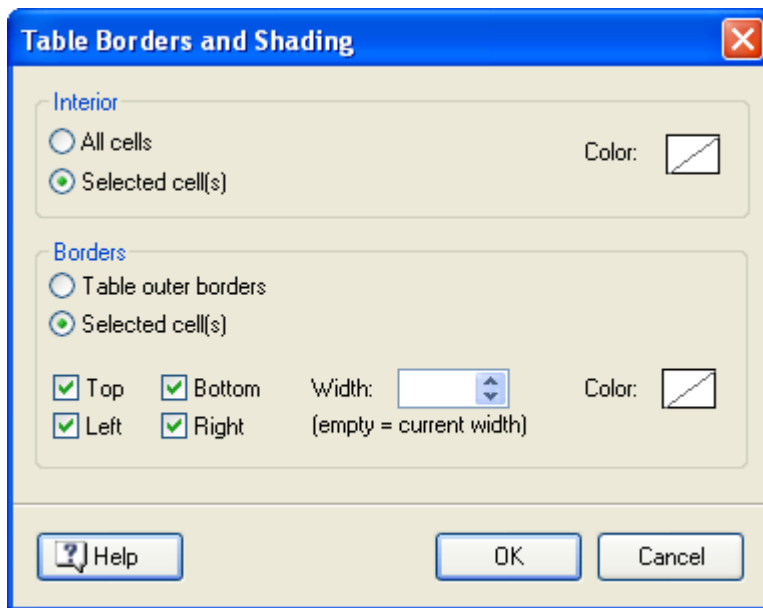 Table Borders and Shading
Interior
All cells
Color:
Selected cell(s)
Borders
Table outer borders
Selected cell(s)
Top Bottom Width: Color:
Left Right (empty = current width)
Help OK Cancel